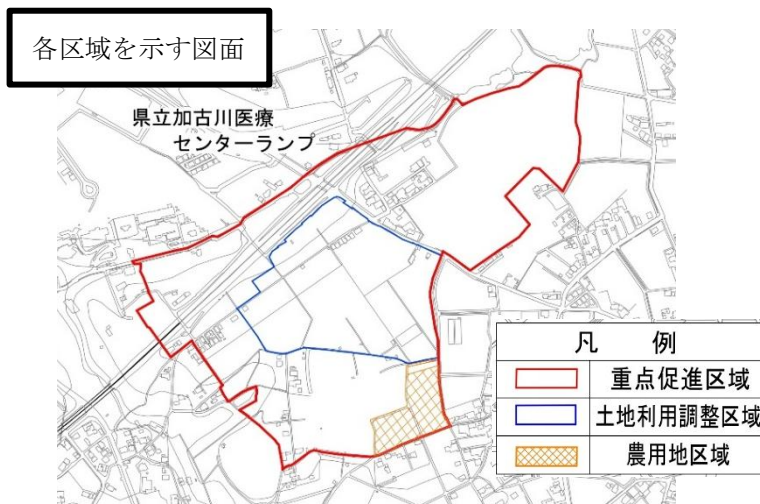 各区域を示す図面
県立加古川医療
センターランプ
凡 例
重点促進区域
土地利用調整区域
農用地区域